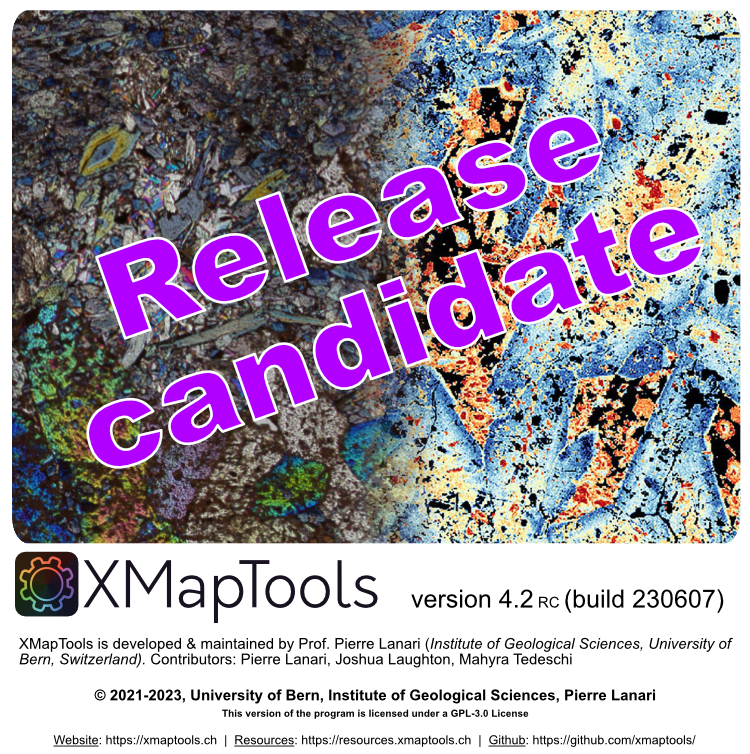 Release
candidate
XMapTools version 4.2 RC (build 230607)
XMapTools is developed & maintained by Prof. Pierre Lanari (Institute of Geological Sciences, University of
Bern, Switzerland). Contributors: Pierre Lanari, Joshua Laughton, Mahyra Tedeschi
© 2021-2023, University of Bern, Institute of Geological Sciences, Pierre Lanari
This version of the program is licensed under a GPL-3.0 License
Website: https://xmaptools.ch | Resources: https://resources.xmaptools.ch | Github: https://github.com/xmaptools/